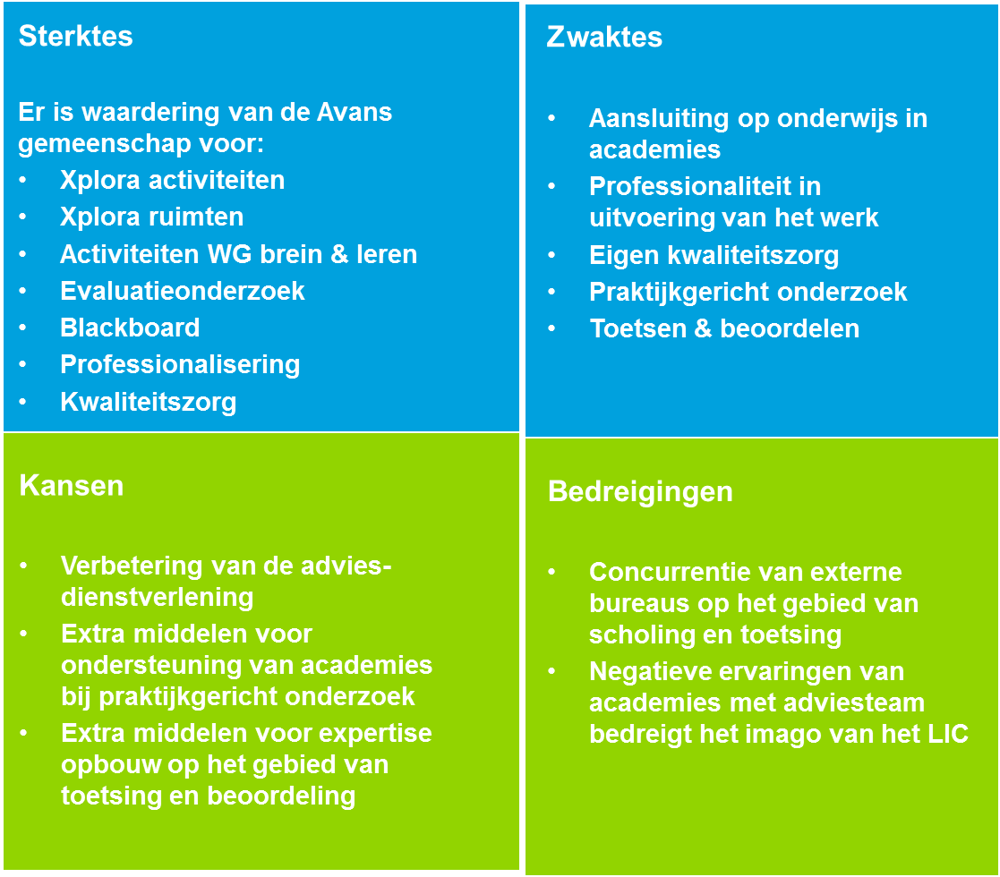 Sterktes
Er is waardering van de Avans
gemeenschap voor:
• Xplora activiteiten
• Xplora ruimten
• Activiteiten WG brein & leren
• Evaluatieonderzoek
• Blackboard
• Professionalisering
• Kwaliteitszorg
Zwaktes
• Aansluiting op onderwijs in
academies
• Professionaliteit in
uitvoering van het werk
• Eigen kwaliteitszorg
• Praktijkgericht onderzoek
• Toetsen & beoordelen
Kansen
• Verbetering van de advies-
dienstverlening
• Extra middelen voor
ondersteuning van academies
bij praktijkgericht onderzoek
• Extra middelen voor expertise
opbouw op het gebied van
toetsing en beoordeling
Bedreigingen
• Concurrentie van externe
bureaus op het gebied van
scholing en toetsing
• Negatieve ervaringen van
academies met adviesteam
bedreigt het imago van het LIC